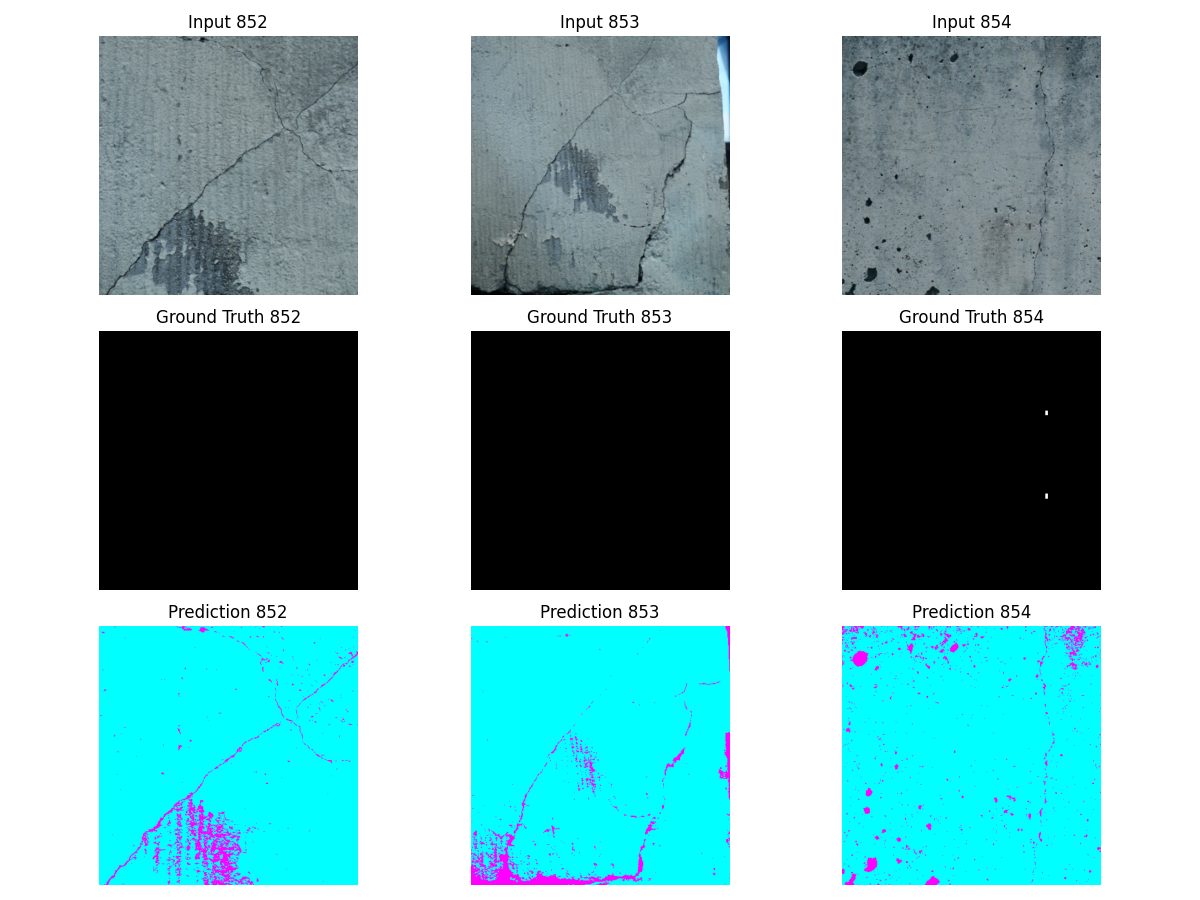 Input 852
Input 853
Input 854
Ground Truth 852
Ground Truth 853
Ground Truth 854
Prediction 852
Prediction 853
Prediction 854